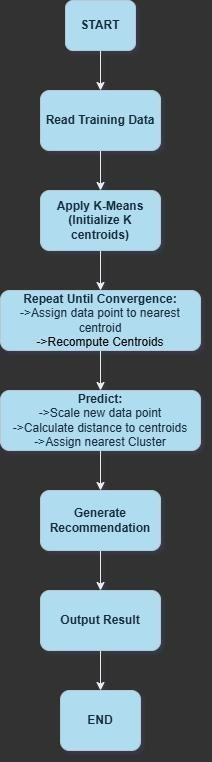 START
Read Training Data
Apply K-Means
(Initialize K
centroids)
Repeat Until Convergence:
->Assign data point to nearest
centroid
->Recompute Centroids
Predict:
->Scale new data point
->Calculate distance to centroids
->Assign nearest Cluster
Generate
Recommendation
Output Result
END